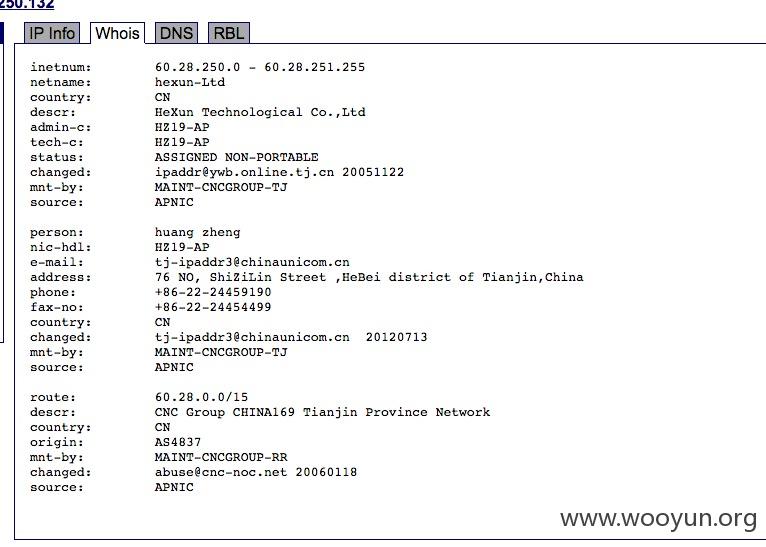 250.132
IP Info Whois DNS RBL
inetnum: 60.28.250.0 - 60.28.251.255
netname: hexun-Ltd
country: CN
descr: HeXun Technological Co.,Ltd
admin-c: HZ19-AP
tech-c: HZ19-AP
status: ASSIGNED NON-PORTABLE
changed: ipaddr@ywb.online.tj.cn 20051122
mnt-by: MAINT-CNCGROUP-TJ
source: APNIC
person: huang zheng
nic-hdl: HZ19-AP
e-mail: tj-ipaddr3@chinaunicom.cn
address: 76 NO, ShiZiLin Street ,HeBei district of Tianjin,China
phone: +86-22-24459190
fax-no: +86-22-24454499
country: CN
changed: tj-ipaddr3@chinaunicom.cn 20120713
mnt-by: MAINT-CNCGROUP-TJ
source: APNIC
route: 60.28.0.0/15
descr: CNC Group CHINA169 Tianjin Province Network
country: CN
origin: AS4837
mnt-by: MAINT-CNCGROUP-RR
changed: abuse@cnc-noc.net 20060118
source: APNIC
www.wooyun.org